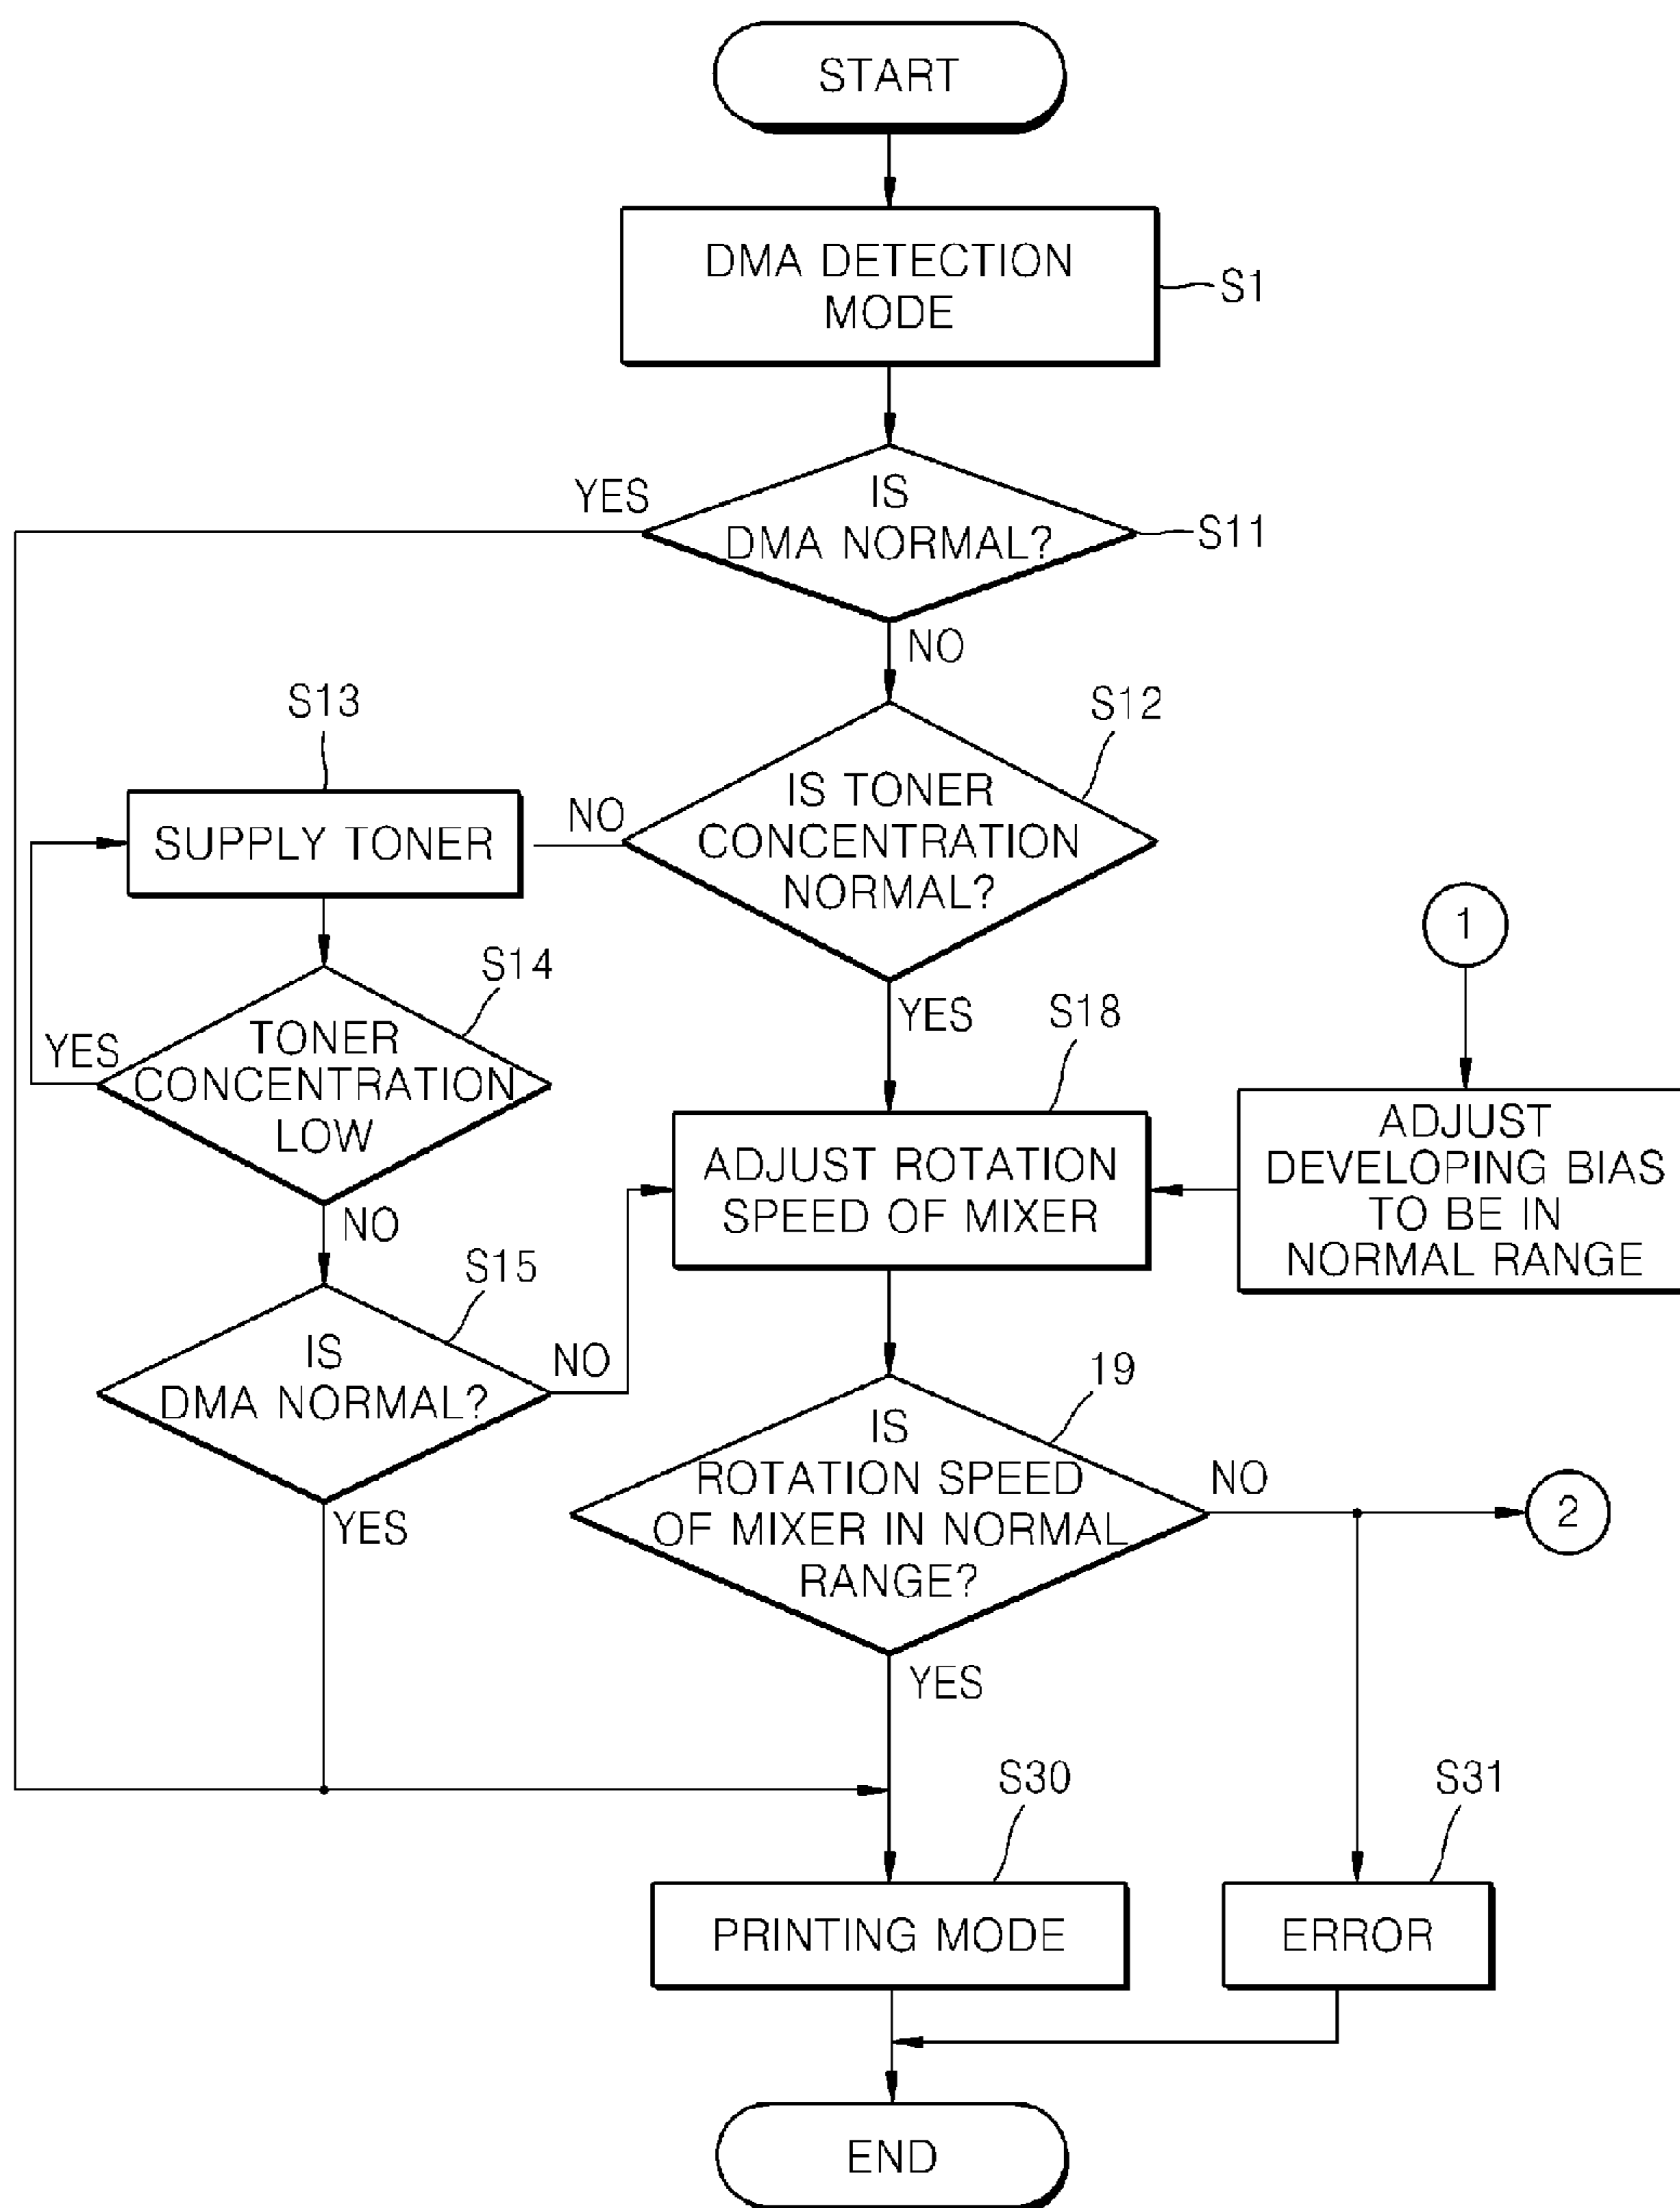 START
DMA DETECTION
MODE
S1
YES
IS
DMA NORMAL?
S11
NO
S13
S12
SUPPLY TONER
NO
IS TONER
CONCENTRATION
NORMAL?
1
S14
YES
TONER
CONCENTRATION
LOW
YES
S18
ADJUST ROTATION
SPEED OF MIXER
ADJUST
DEVELOPING BIAS
TO BE IN
NORMAL RANGE
NO
S15
IS
DMA NORMAL?
NO
19
IS
ROTATION SPEED
OF MIXER IN NORMAL
RANGE?
NO
2
YES
YES
S30
S31
PRINTING MODE
ERROR
END